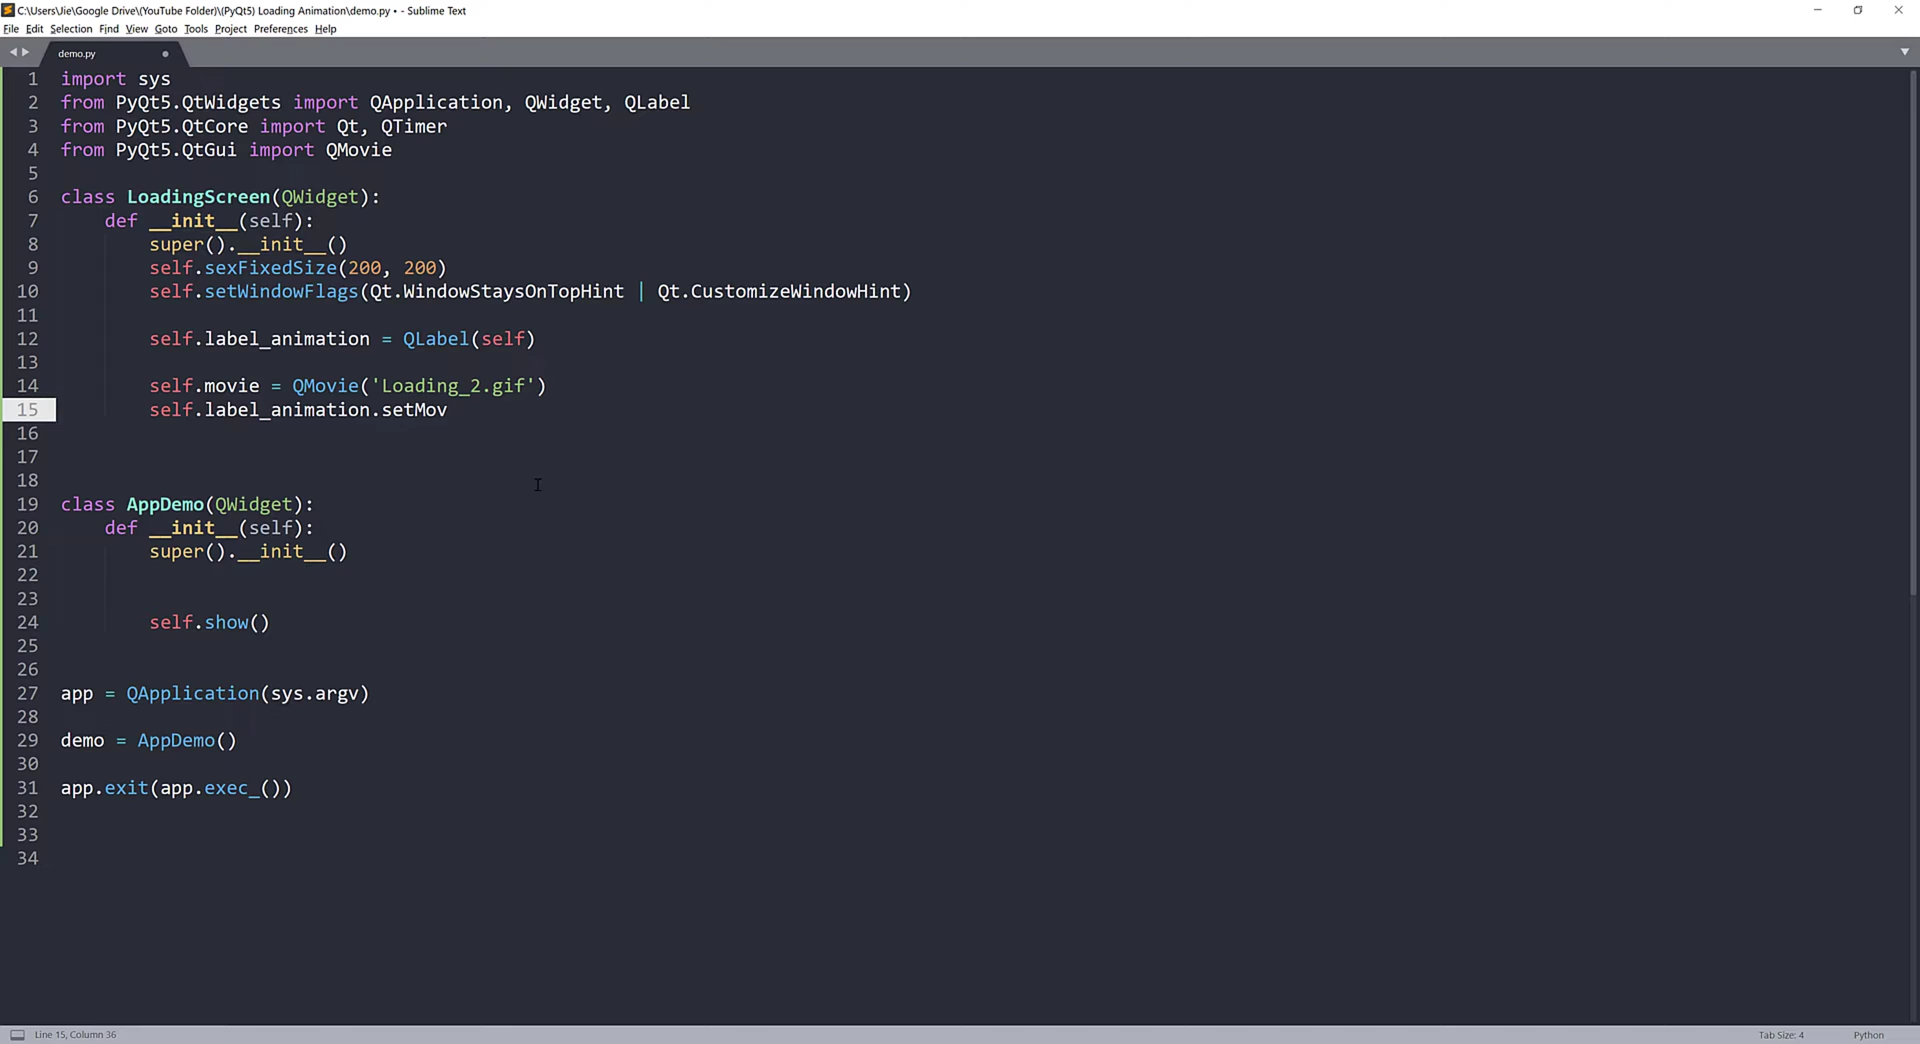 C:\Users\Jie\Google Drive\(YouTube Folder)\(PyQt5) Loading Animation\demo.py • - Sublime Text
File Edit Selection Find View Goto Tools Project Preferences Help
demo.py
1 import sys
2 from PyQt5.QtWidgets import QApplication, QWidget, QLabel
3 from PyQt5.QtCore import Qt, QTimer
4 from PyQt5.QtGui import QMovie
5
6 class LoadingScreen(QWidget):
7     def __init__(self):
8         super().__init__()
9         self.sexFixedSize(200, 200)
10         self.setWindowFlags(Qt.WindowStaysOnTopHint | Qt.CustomizeWindowHint)
11
12         self.label_animation = QLabel(self)
13
14         self.movie = QMovie('Loading_2.gif')
15         self.label_animation.setMov
16
17
18
19 class AppDemo(QWidget):
20     def __init__(self):
21         super().__init__()
22
23
24         self.show()
25
26
27 app = QApplication(sys.argv)
28
29 demo = AppDemo()
30
31 app.exit(app.exec_())
32
33
34
Line 15, Column 36 Tab Size: 4 Python